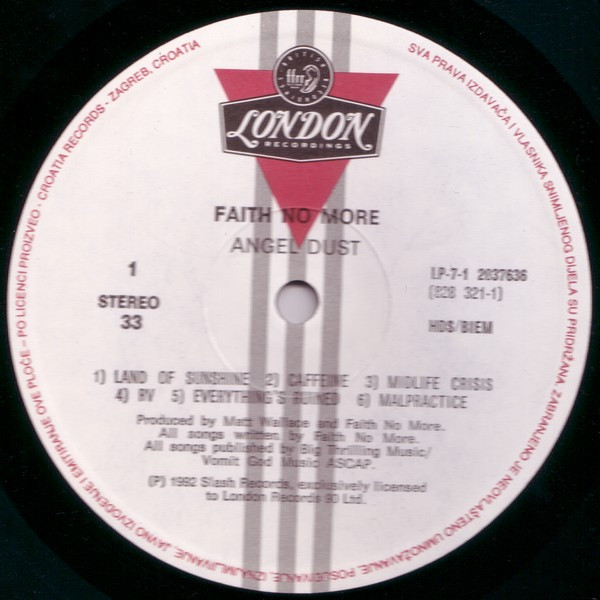 BRITISH RECORDINGS
ffrr
LONDON
RECORDINGS
FAITH NO MORE
ANGEL DUST
1
STEREO
33
LP-7-1 2037636
(828 321-1)
HDS/BIEM
1) LAND OF SUNSHINE 2) CAFFEINE 3) MIDLIFE CRISIS
4) RV 5) EVERYTHING'S RUINED 6) MALPRACTICE
Produced by Matt Wallace and Faith No More.
All songs written by Faith No More.
All songs published by Big Thrilling Music/
Vomit God Music ASCAP.
(P) 1992 Slash Records, exclusively licensed
to London Records 90 Ltd.
SVA PRAVA IZDAVAČA I VLASNIKA SNIMLJENOG DIJELA SU PRIDRŽANA. ZABRANJENO JE NEOVLAŠTENO UMNOŽAVANJE, POSUĐIVANJE, IZNAJMLJIVANJE, JAVNO IZVOĐENJE I EMITIRANJE OVE PLOČE – PO LICENCI PROIZVEO - CROATIA RECORDS - ZAGREB, CROATIA